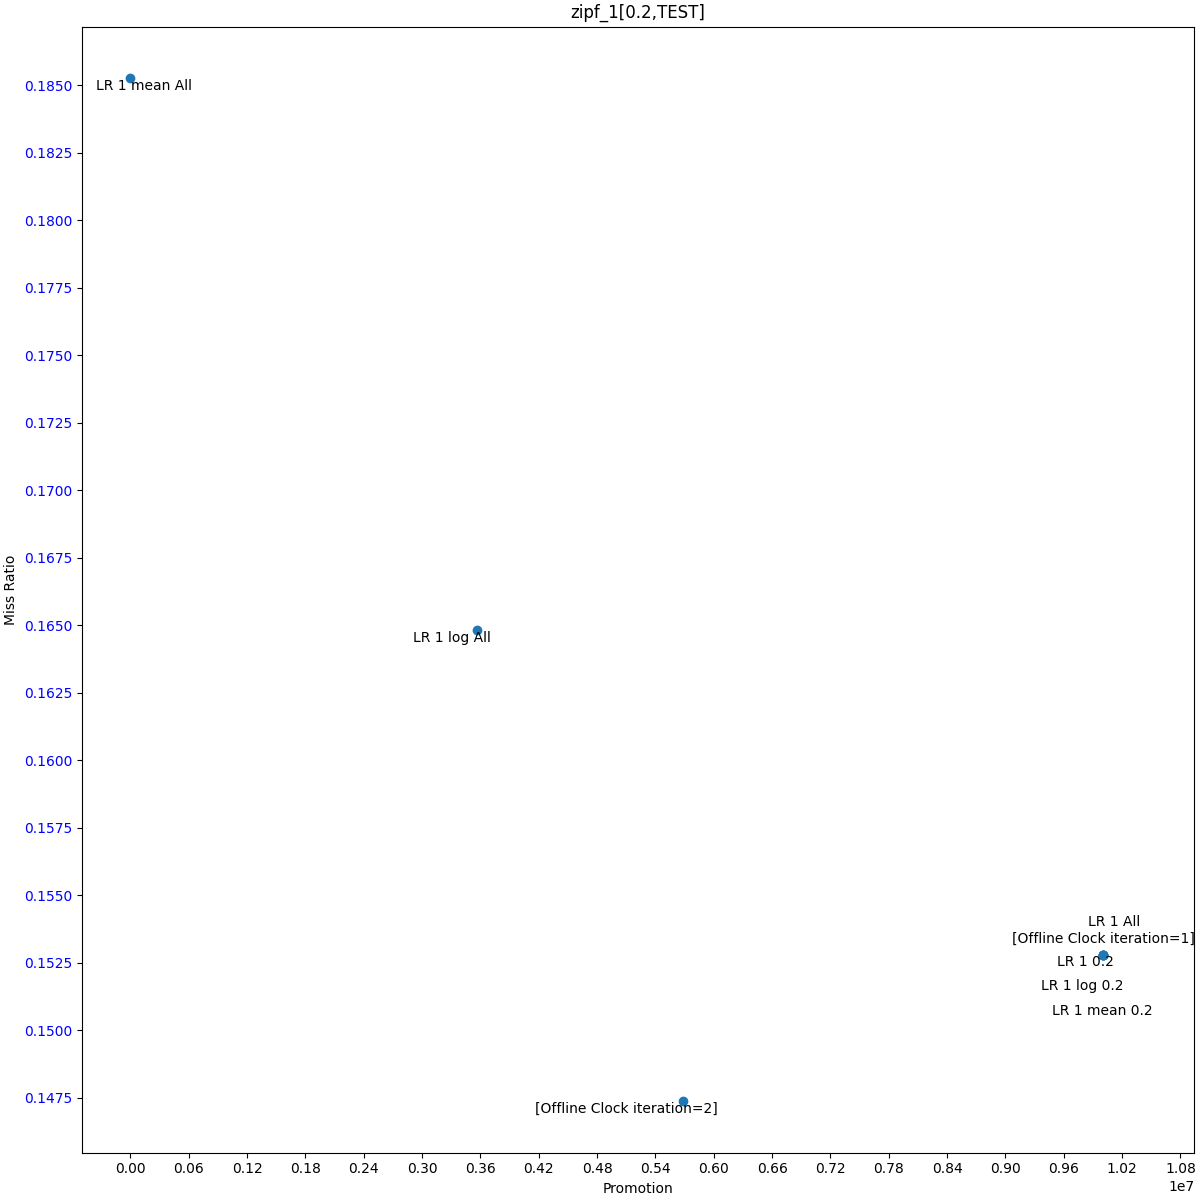 zipf_1[0.2,TEST]
0.1850
LR 1 mean All
0.1825
0.1800
0.1775
0.1750
0.1725
0.1700
0.1675
Miss Ratio
0.1650
LR 1 log All
0.1625
0.1600
0.1575
0.1550
LR 1 All
[Offline Clock iteration=1]
0.1525
LR 1 0.2
LR 1 log 0.2
LR 1 mean 0.2
0.1500
0.1475
[Offline Clock iteration=2]
0.00 0.06 0.12 0.18 0.24 0.30 0.36 0.42 0.48 0.54 0.60 0.66 0.72 0.78 0.84 0.90 0.96 1.02 1.08
1e7
Promotion